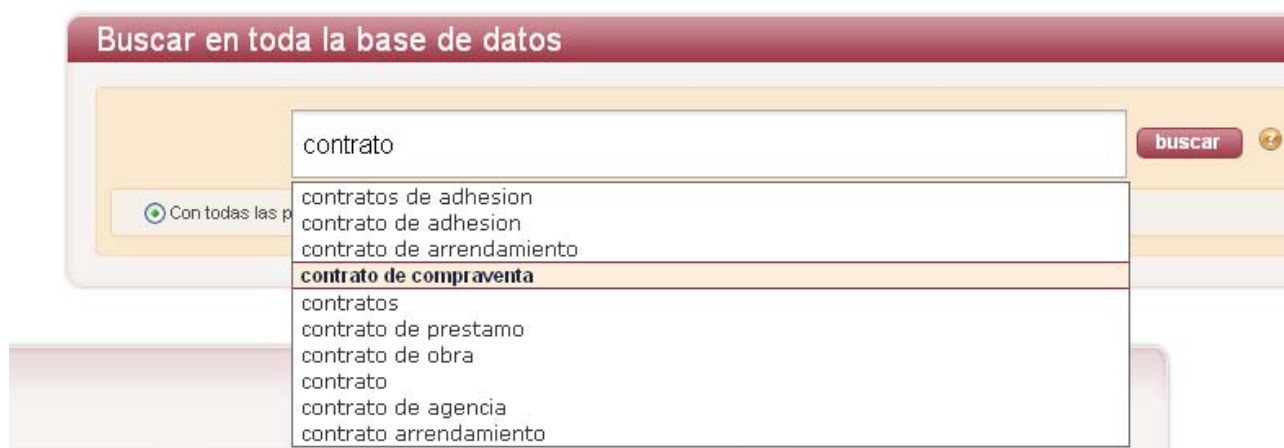 Buscar en toda la base de datos
contrato
buscar
contratos de adhesion
Con todas las p
contrato de adhesion
contrato de arrendamiento
contrato de compraventa
contratos
contrato de prestamo
contrato de obra
contrato
contrato de agencia
contrato arrendamiento